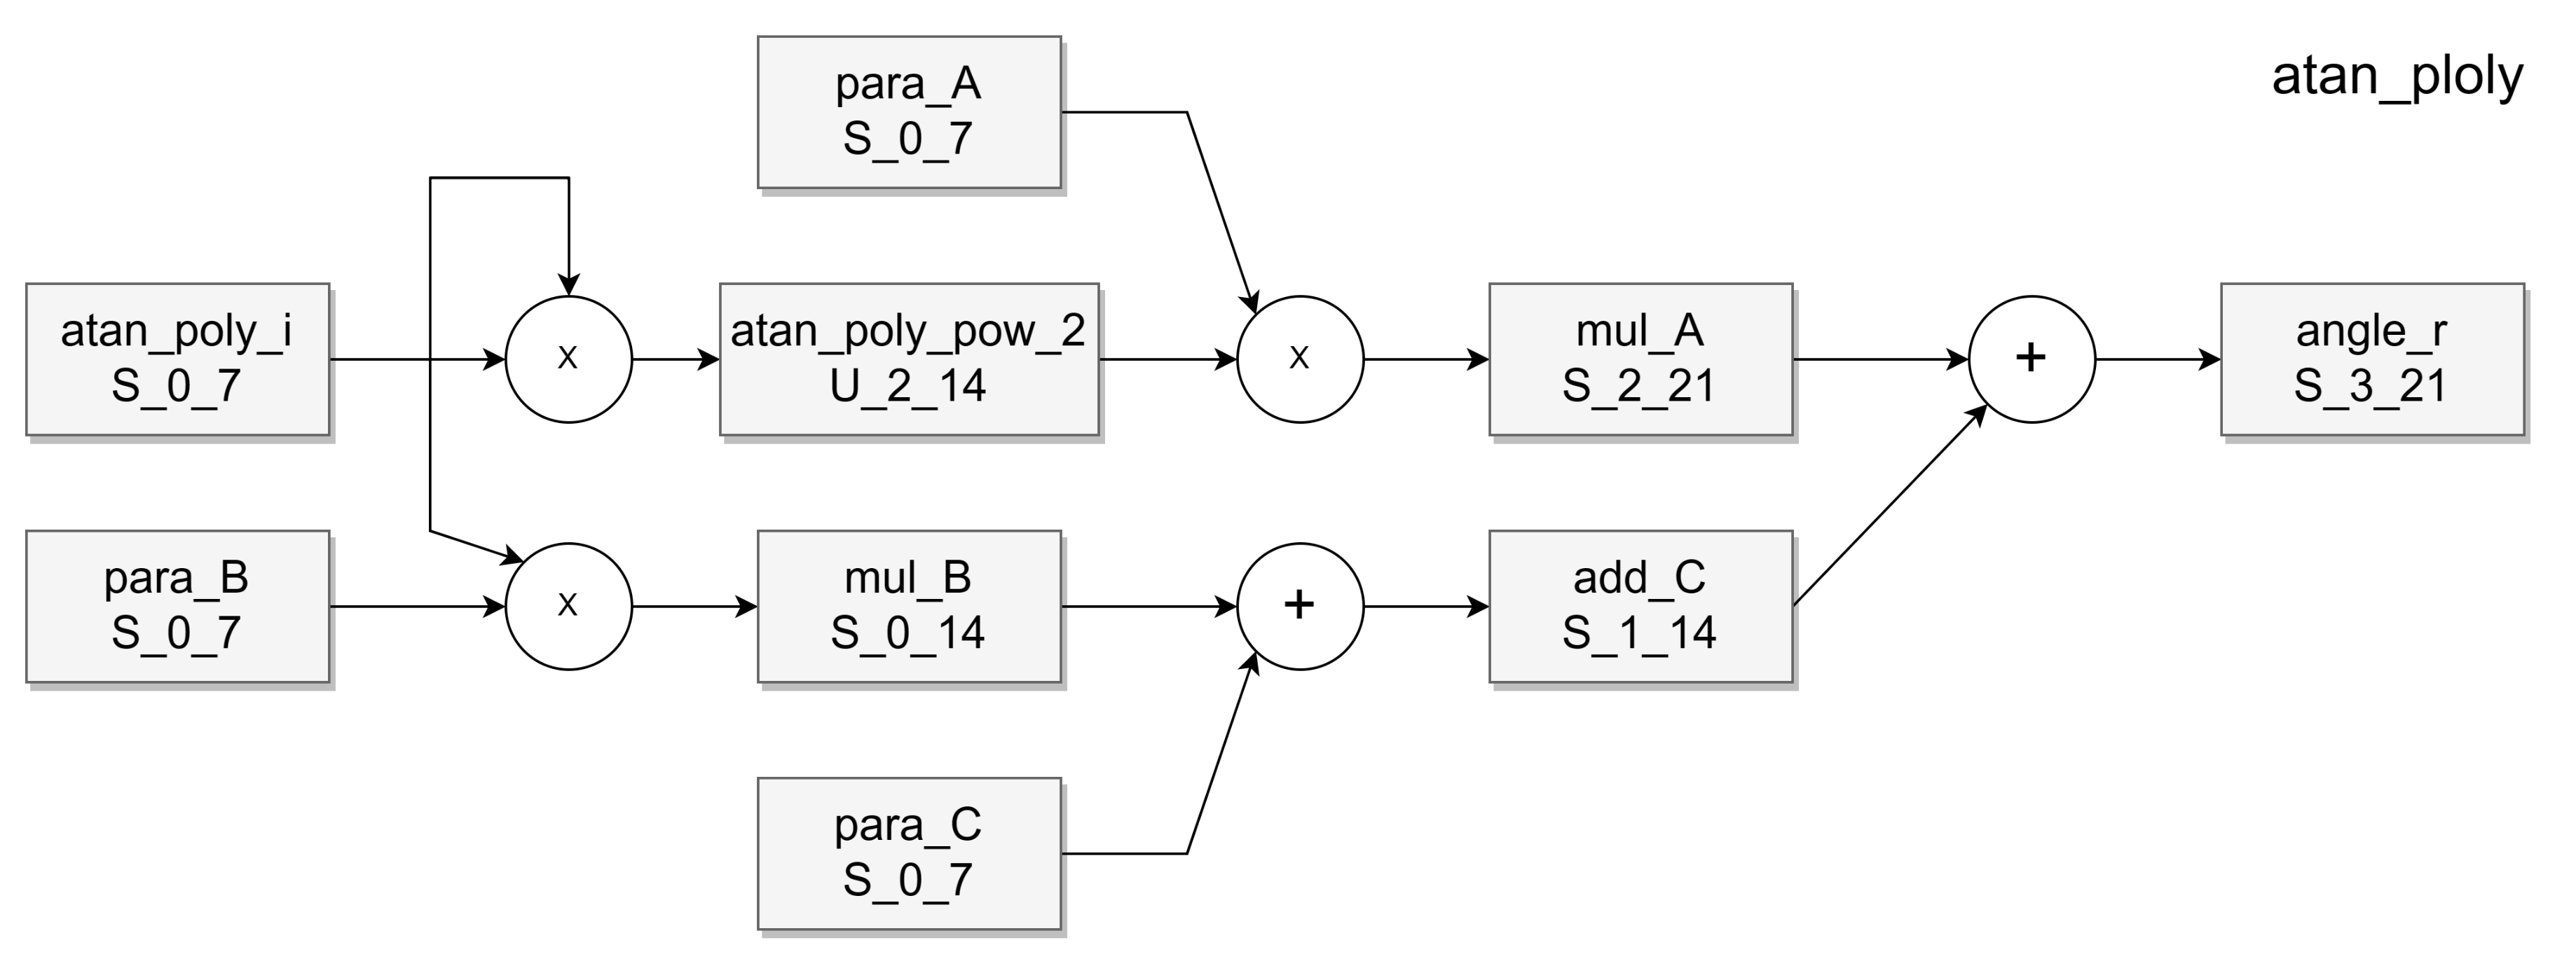 atan_ploly
para_A
S_0_7
atan_poly_i
S_0_7
x
atan_poly_pow_2
U_2_14
x
mul_A
S_2_21
+
angle_r
S_3_21
para_B
S_0_7
x
mul_B
S_0_14
+
add_C
S_1_14
para_C
S_0_7